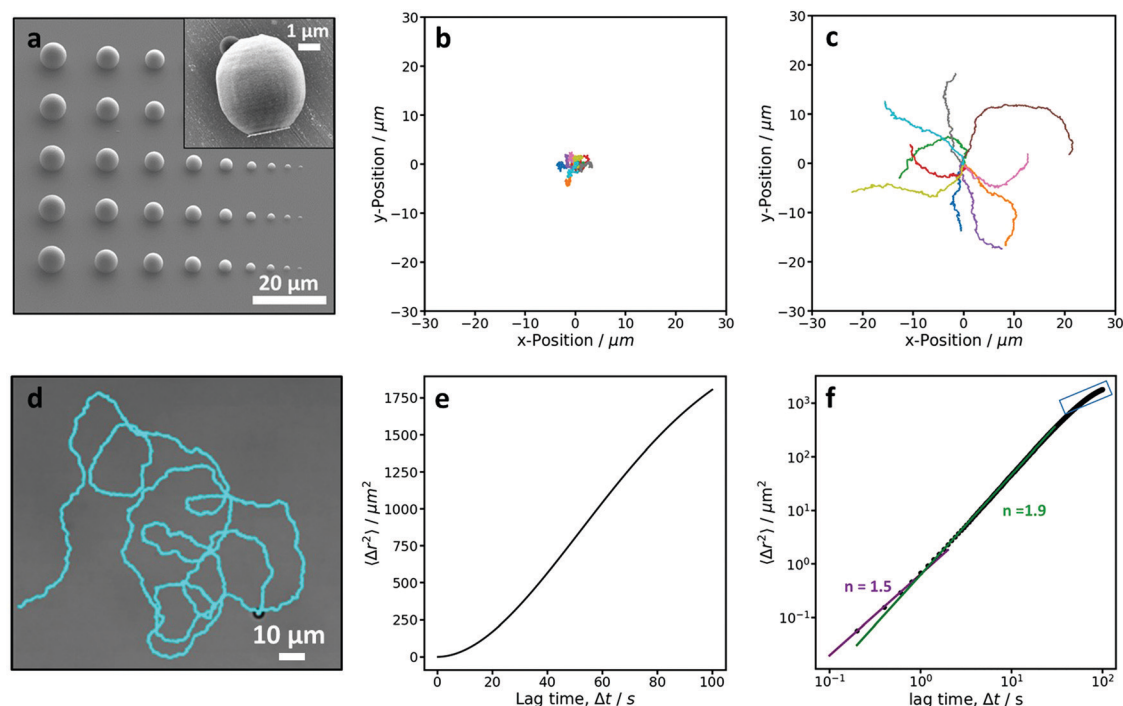 a
1 µm
20 µm
b
y-Position / µm
30
20
10
0
−10
−20
−30
−30 −20 −10 0 10 20 30
x-Position / µm
c
y-Position / µm
30
20
10
0
−10
−20
−30
−30 −20 −10 0 10 20 30
x-Position / µm
d
10 µm
e
⟨Δr²⟩ / µm²
1750
1500
1250
1000
750
500
250
0
0 20 40 60 80 100
Lag time, Δt / s
f
⟨Δr²⟩ / µm²
10³
10²
10¹
10⁰
10⁻¹
n =1.9
n = 1.5
10⁻¹ 10⁰ 10¹ 10²
lag time, Δt / s